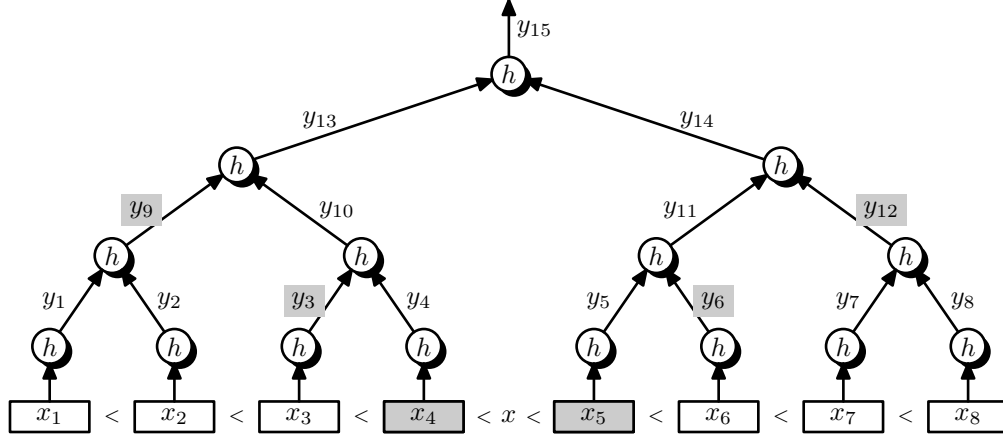 y₁₅
h
y₁₃ y₁₄
h h
y₉ y₁₀ y₁₁ y₁₂
h h h h
y₁ y₂ y₃ y₄ y₅ y₆ y₇ y₈
h h h h h h h h
x₁ < x₂ < x₃ < x₄ < x < x₅ < x₆ < x₇ < x₈